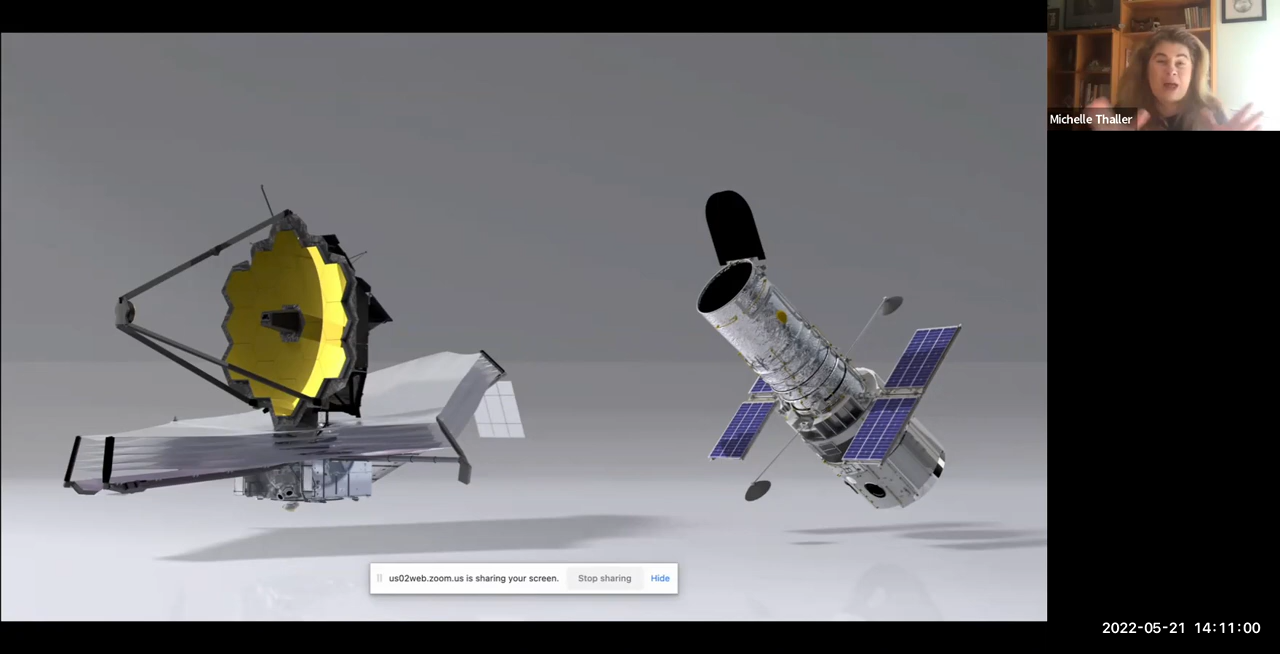 Michelle Thaller
us02web.zoom.us is sharing your screen. Stop sharing Hide
2022-05-21 14:11:00